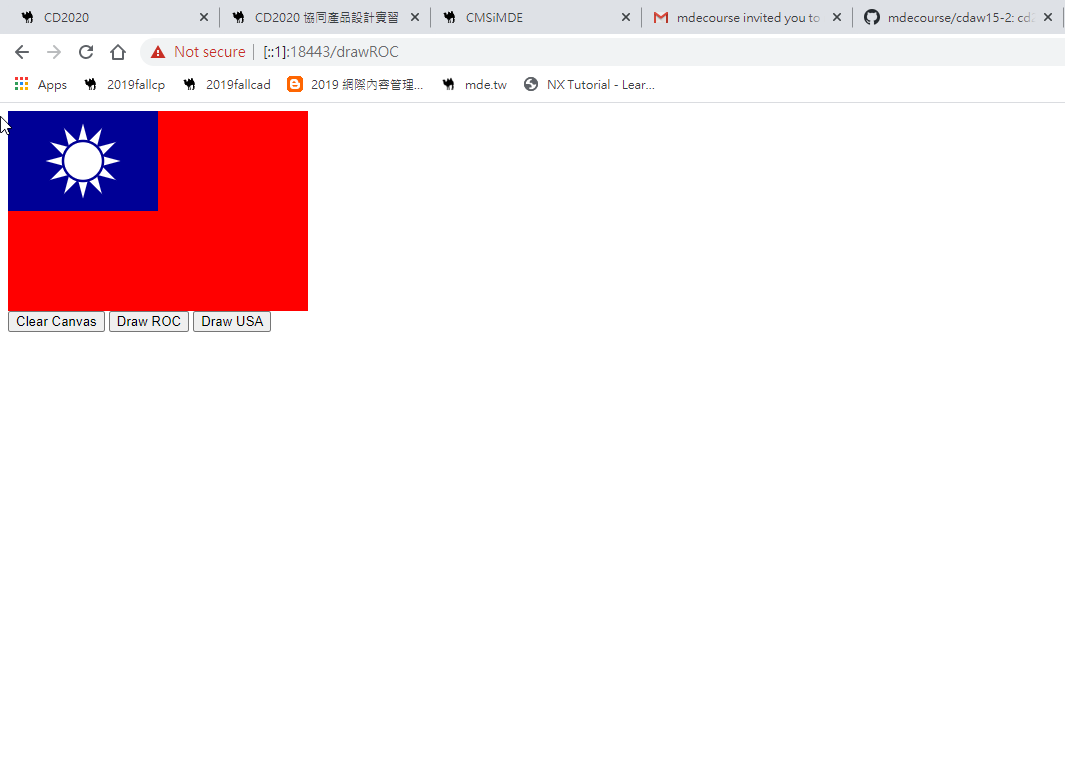 CD2020 CD2020 協同產品設計實習 CMSiMDE mdecourse invited you to mdecourse/cdaw15-2: cd2
Not secure [::1]:18443/drawROC
Apps 2019fallcp 2019fallcad 2019 網際內容管理... mde.tw NX Tutorial - Lear...
Clear Canvas Draw ROC Draw USA